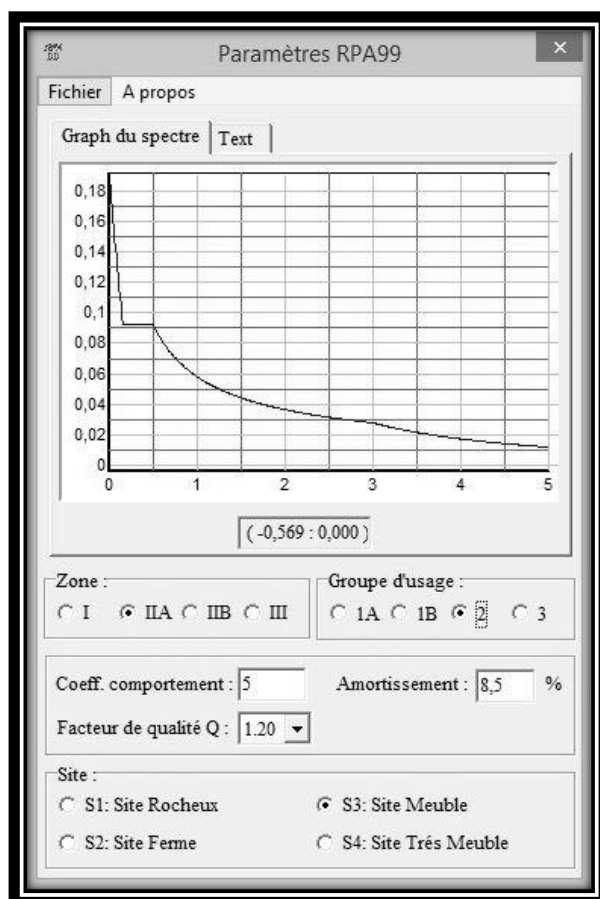 Paramètres RPA99
Fichier A propos
Graph du spectre Text
0,18
0,16
0,14
0,12
0,1
0,08
0,06
0,04
0,02
0
0 1 2 3 4 5
( -0,569 : 0,000 )
Zone :
I IIA IIB III
Groupe d'usage :
1A 1B 2 3
Coeff. comportement : 5 Amortissement : 8,5 %
Facteur de qualité Q : 1.20
Site :
S1: Site Rocheux S3: Site Meuble
S2: Site Ferme S4: Site Trés Meuble